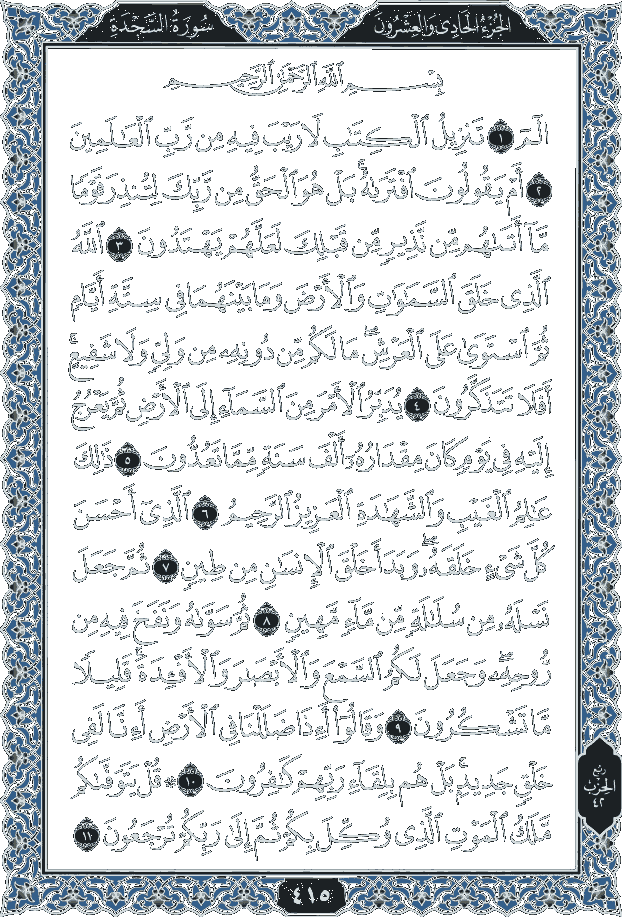 الجزء الحادي والعشرون
سورة السجدة
بِسْمِ ٱللَّهِ ٱلرَّحْمَٰنِ ٱلرَّحِيمِ
الٓمٓ ١ تَنزِيلُ ٱلْكِتَٰبِ لَا رَيْبَ فِيهِ مِن رَّبِّ ٱلْعَٰلَمِينَ
٢ أَمْ يَقُولُونَ ٱفْتَرَىٰهُ ۚ بَلْ هُوَ ٱلْحَقُّ مِن رَّبِّكَ لِتُنذِرَ قَوْمًا
مَّآ أَتَىٰهُم مِّن نَّذِيرٍ مِّن قَبْلِكَ لَعَلَّهُمْ يَهْتَدُونَ ٣ ٱللَّهُ
ٱلَّذِى خَلَقَ ٱلسَّمَٰوَٰتِ وَٱلْأَرْضَ وَمَا بَيْنَهُمَا فِى سِتَّةِ أَيَّامٍ
ثُمَّ ٱسْتَوَىٰ عَلَى ٱلْعَرْشِ ۖ مَا لَكُم مِّن دُونِهِۦ مِن وَلِىٍّ وَلَا شَفِيعٍ ۚ
أَفَلَا تَتَذَكَّرُونَ ٤ يُدَبِّرُ ٱلْأَمْرَ مِنَ ٱلسَّمَآءِ إِلَى ٱلْأَرْضِ ثُمَّ يَعْرُجُ
إِلَيْهِ فِى يَوْمٍ كَانَ مِقْدَارُهُۥٓ أَلْفَ سَنَةٍ مِّمَّا تَعُدُّونَ ٥ ذَٰلِكَ
عَٰلِمُ ٱلْغَيْبِ وَٱلشَّهَٰدَةِ ٱلْعَزِيزُ ٱلرَّحِيمُ ٦ ٱلَّذِىٓ أَحْسَنَ
كُلَّ شَىْءٍ خَلَقَهُۥ ۖ وَبَدَأَ خَلْقَ ٱلْإِنسَٰنِ مِن طِينٍ ٧ ثُمَّ جَعَلَ
نَسْلَهُۥ مِن سُلَٰلَةٍ مِّن مَّآءٍ مَّهِينٍ ٨ ثُمَّ سَوَّىٰهُ وَنَفَخَ فِيهِ مِن
رُّوحِهِۦ ۖ وَجَعَلَ لَكُمُ ٱلسَّمْعَ وَٱلْأَبْصَٰرَ وَٱلْأَفْـِٔدَةَ ۚ قَلِيلًا
مَّا تَشْكُرُونَ ٩ وَقَالُوٓا۟ أَءِذَا ضَلَلْنَا فِى ٱلْأَرْضِ أَءِنَّا لَفِى
خَلْقٍ جَدِيدٍۭ ۚ بَلْ هُم بِلِقَآءِ رَبِّهِمْ كَٰفِرُونَ ١٠ ۞ قُلْ يَتَوَفَّىٰكُم
مَّلَكُ ٱلْمَوْتِ ٱلَّذِى وُكِّلَ بِكُمْ ثُمَّ إِلَىٰ رَبِّكُمْ تُرْجَعُونَ ١١
ربع
الحزب
٤٢
٤١٥